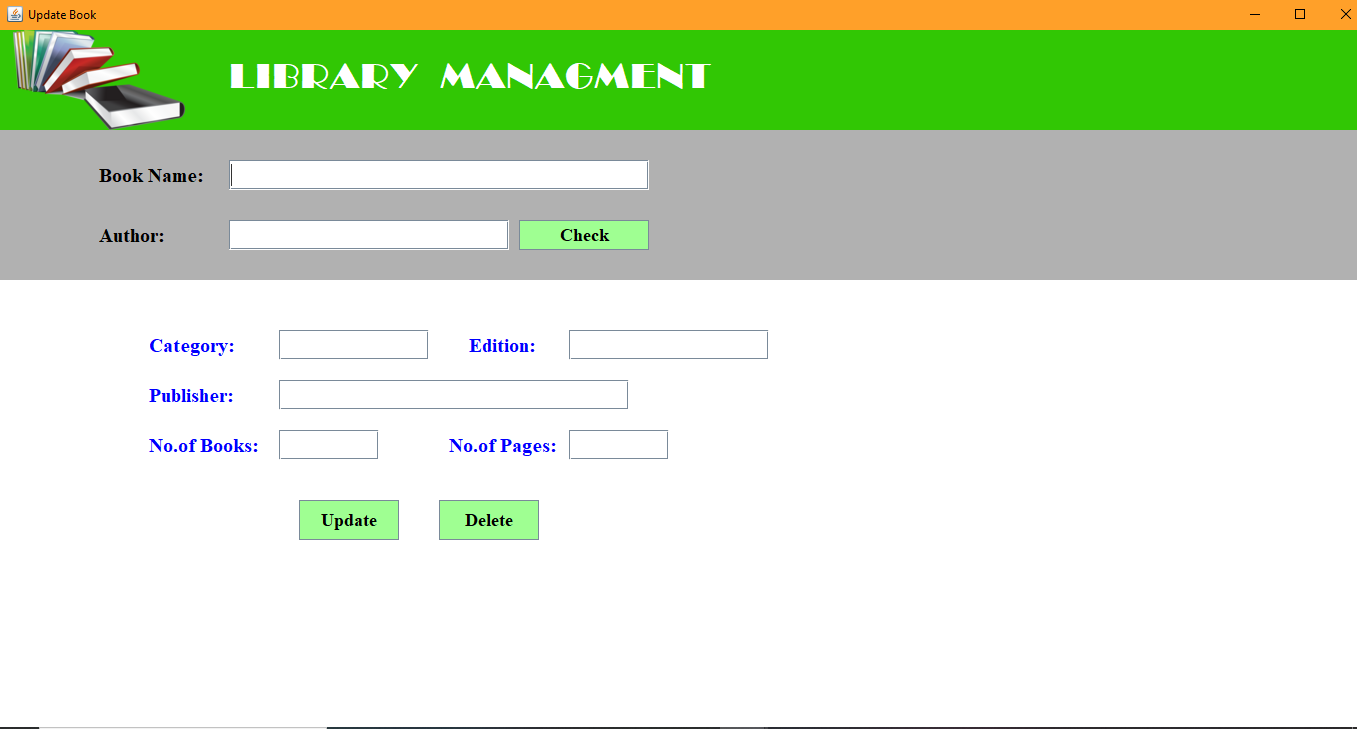 Update Book
LIBRARY MANAGMENT
Book Name:
Author: Check
Category: Edition:
Publisher:
No.of Books: No.of Pages:
Update Delete